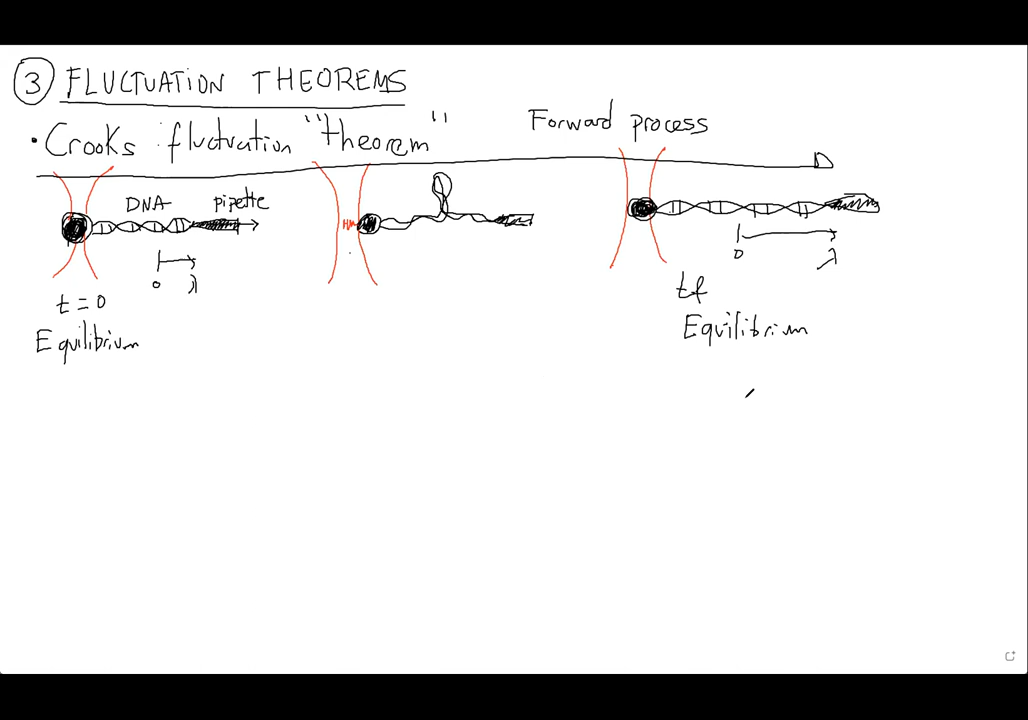 ③ FLUCTUATION THEOREMS
• Crooks fluctuation "theorem"
Forward process
DNA pipette
0 λ
t = 0
Equilibrium
0 λ
tf
Equilibrium